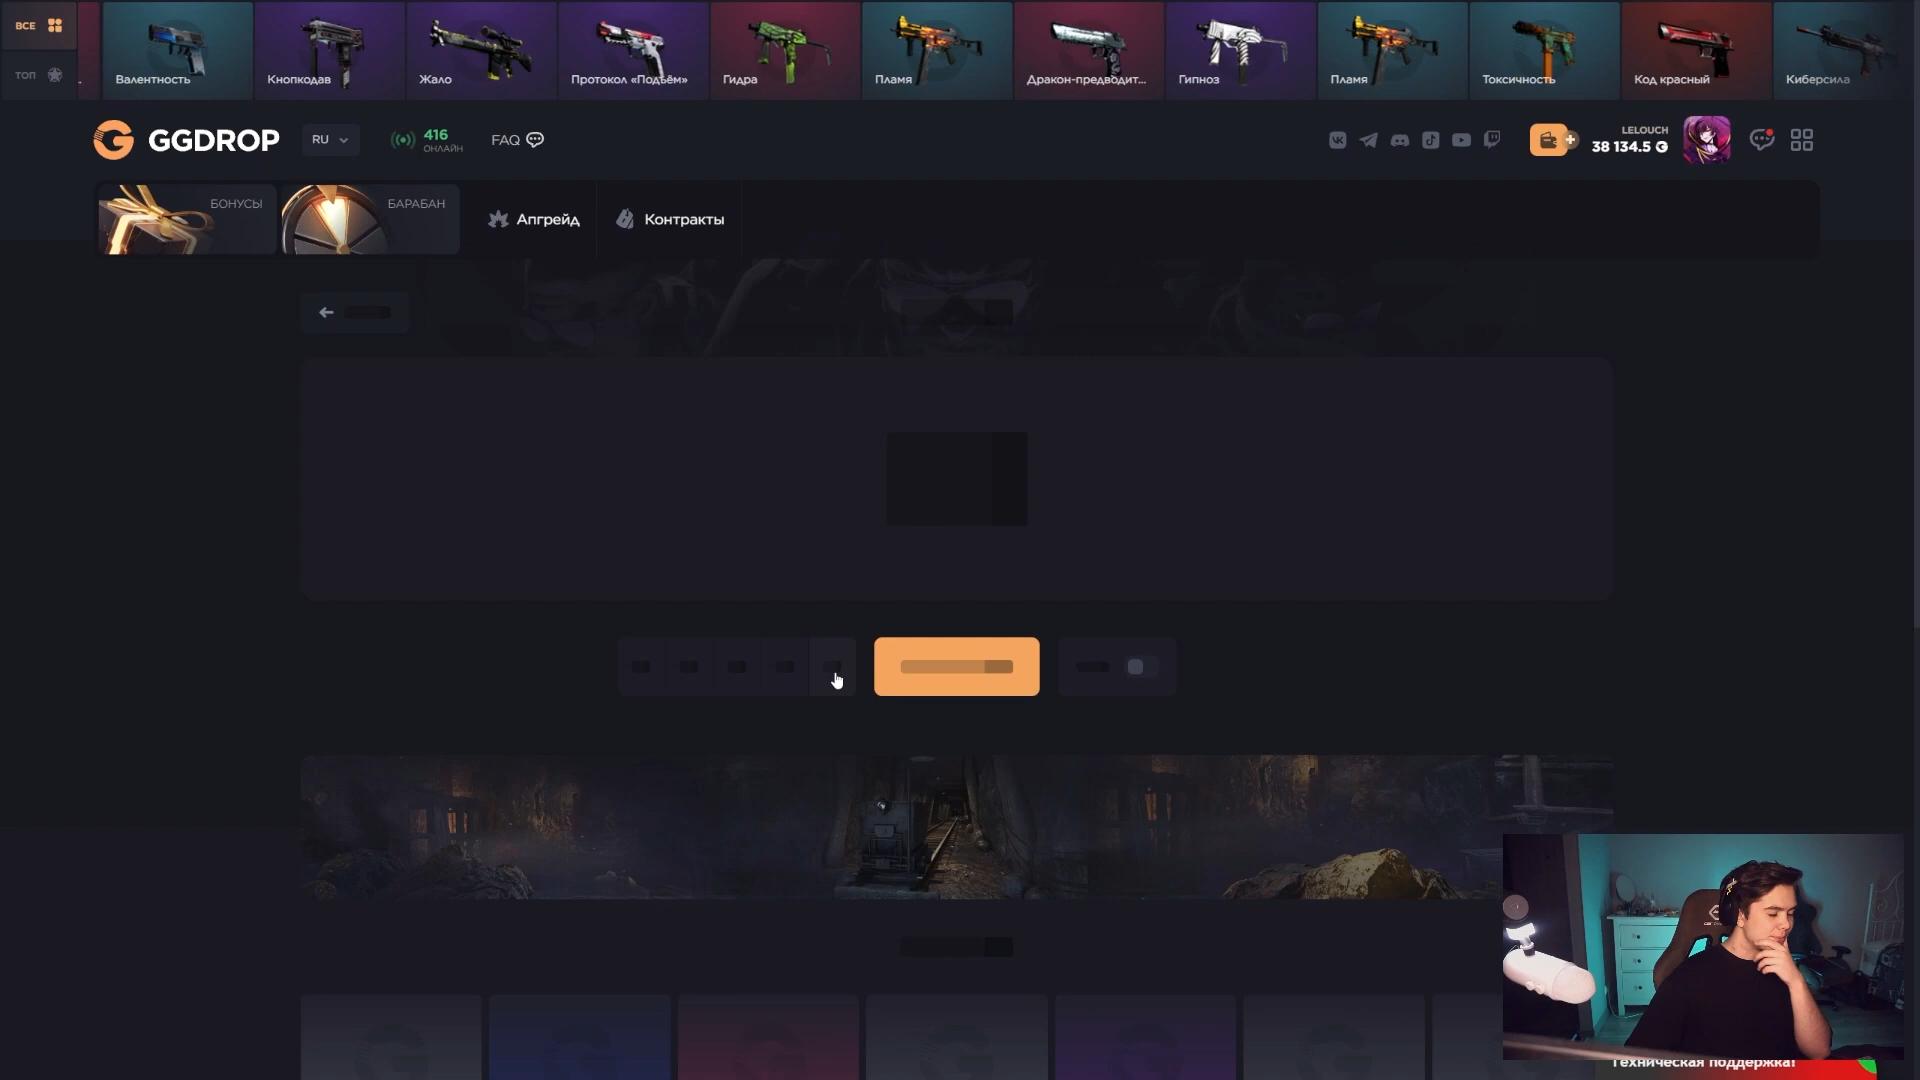 ВСЕ
ТОП
Валентность
Кнопкодав
Жало
Протокол «Подъём»
Гидра
Пламя
Дракон-предводит...
Гипноз
Пламя
Токсичность
Код красный
Киберсила
GGDROP
RU
416
ОНЛАЙН
FAQ
LELOUCH
38 134.5 G
БОНУСЫ
БАРАБАН
Апгрейд
Контракты
Техническая поддержка!